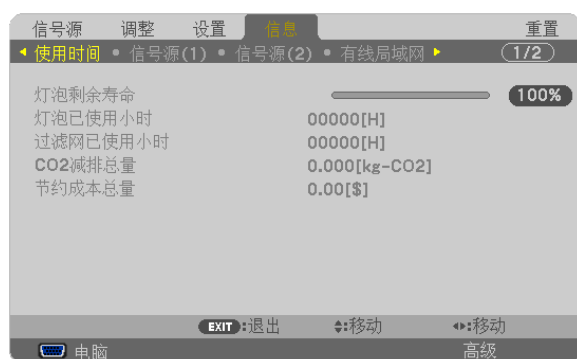 信号源 调整 设置 信息 重置
使用时间 • 信号源(1) • 信号源(2) • 有线局域网 1/2
灯泡剩余寿命 100%
灯泡已使用小时 00000[H]
过滤网已使用小时 00000[H]
CO2减排总量 0.000[kg-CO2]
节约成本总量 0.00[$]
EXIT:退出 :移动 :移动
电脑 高级